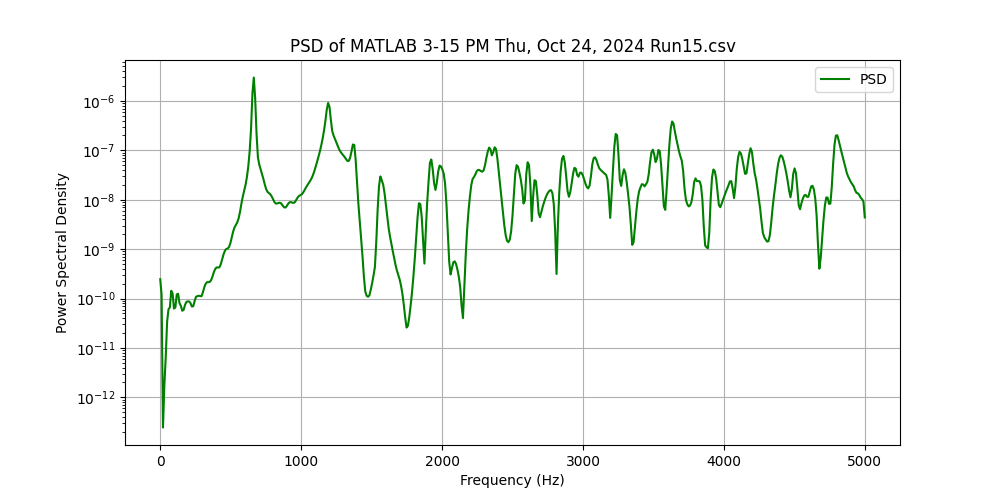 PSD of MATLAB 3-15 PM Thu, Oct 24, 2024 Run15.csv
PSD
10⁻⁶
10⁻⁷
10⁻⁸
10⁻⁹
10⁻¹⁰
10⁻¹¹
10⁻¹²
Power Spectral Density
0 1000 2000 3000 4000 5000
Frequency (Hz)